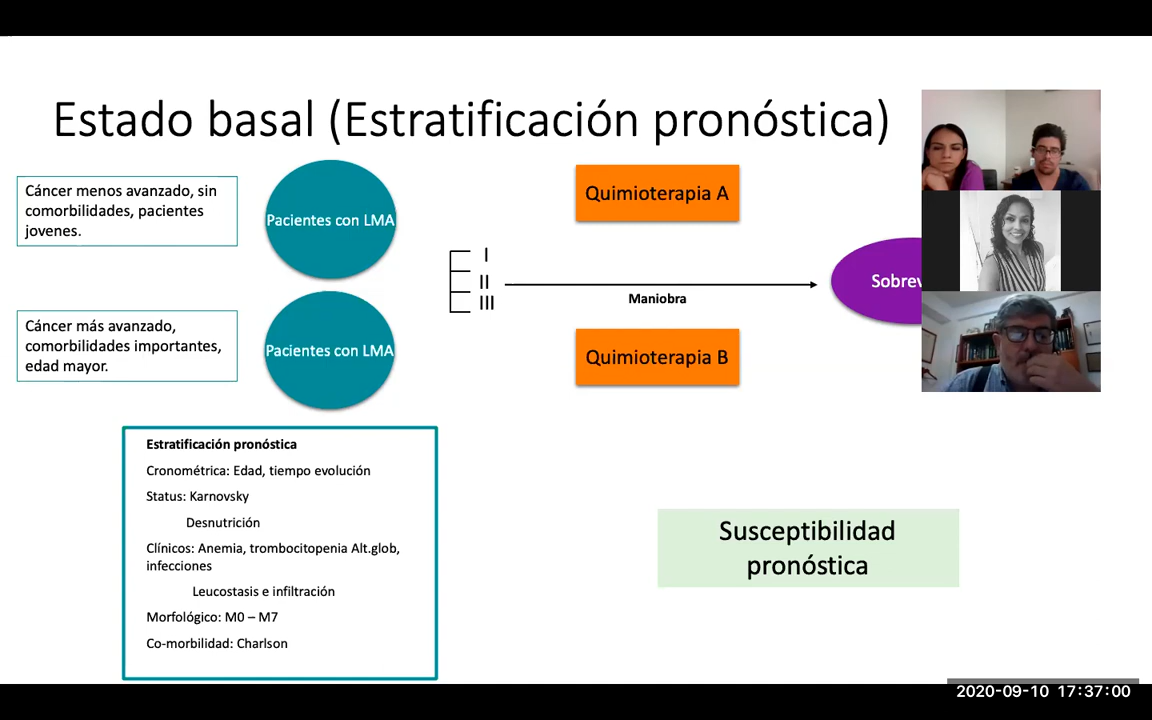 Estado basal (Estratificación pronóstica)
Cáncer menos avanzado, sin
comorbilidades, pacientes
jovenes.
Pacientes con LMA
Quimioterapia A
I
II
III
Maniobra
Sobrev
Cáncer más avanzado,
comorbilidades importantes,
edad mayor.
Pacientes con LMA
Quimioterapia B
Estratificación pronóstica
Cronométrica: Edad, tiempo evolución
Status: Karnovsky
Desnutrición
Clínicos: Anemia, trombocitopenia Alt.glob,
infecciones
Leucostasis e infiltración
Morfológico: M0 – M7
Co-morbilidad: Charlson
Susceptibilidad
pronóstica
2020-09-10 17:37:00